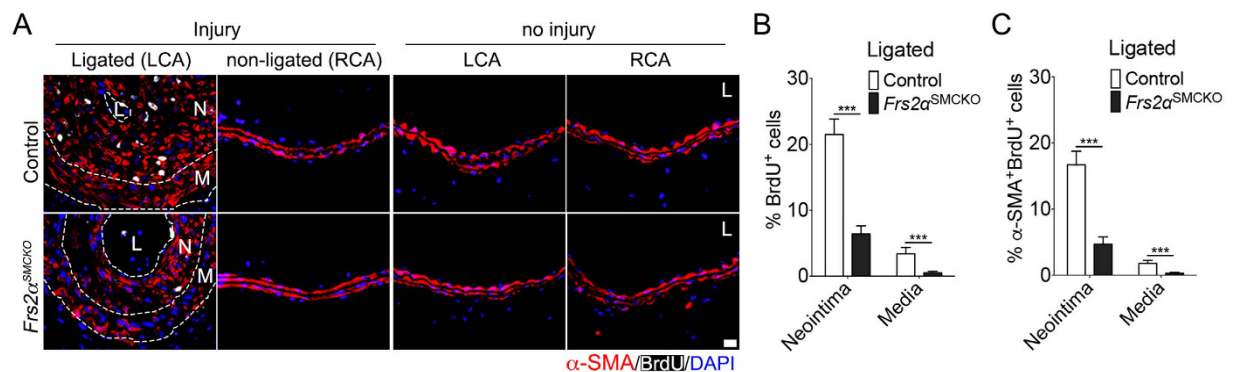 A
Injury
no injury
Ligated (LCA)
non-ligated (RCA)
LCA
RCA
Control
L
N
M
L
Frs2α^SMCKO
L
N
M
L
α-SMA/BrdU/DAPI
B
Ligated
Control
Frs2α^SMCKO
% BrdU⁺ cells
30
20
10
0
***
***
Neointima
Media
C
Ligated
Control
Frs2α^SMCKO
% α-SMA⁺BrdU⁺ cells
30
20
10
0
***
***
Neointima
Media